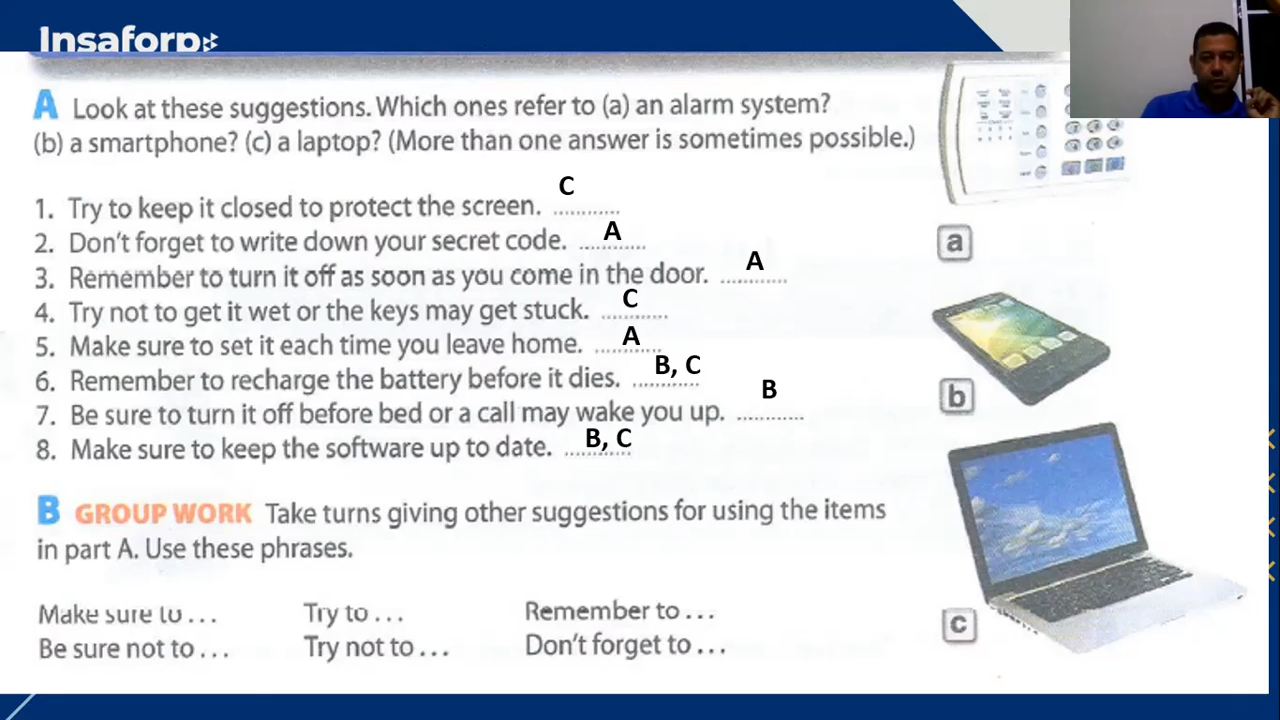 Insaforp
A Look at these suggestions. Which ones refer to (a) an alarm system?
(b) a smartphone? (c) a laptop? (More than one answer is sometimes possible.)
1. Try to keep it closed to protect the screen. ............ C
2. Don't forget to write down your secret code. ............ A
3. Remember to turn it off as soon as you come in the door. ............ A
4. Try not to get it wet or the keys may get stuck. ............ C
5. Make sure to set it each time you leave home. ............ A
6. Remember to recharge the battery before it dies. ............ B, C
7. Be sure to turn it off before bed or a call may wake you up. ............ B
8. Make sure to keep the software up to date. ............ B, C
a
b
c
B GROUP WORK Take turns giving other suggestions for using the items
in part A. Use these phrases.
Make sure to ... Try to ... Remember to ...
Be sure not to ... Try not to ... Don't forget to ...